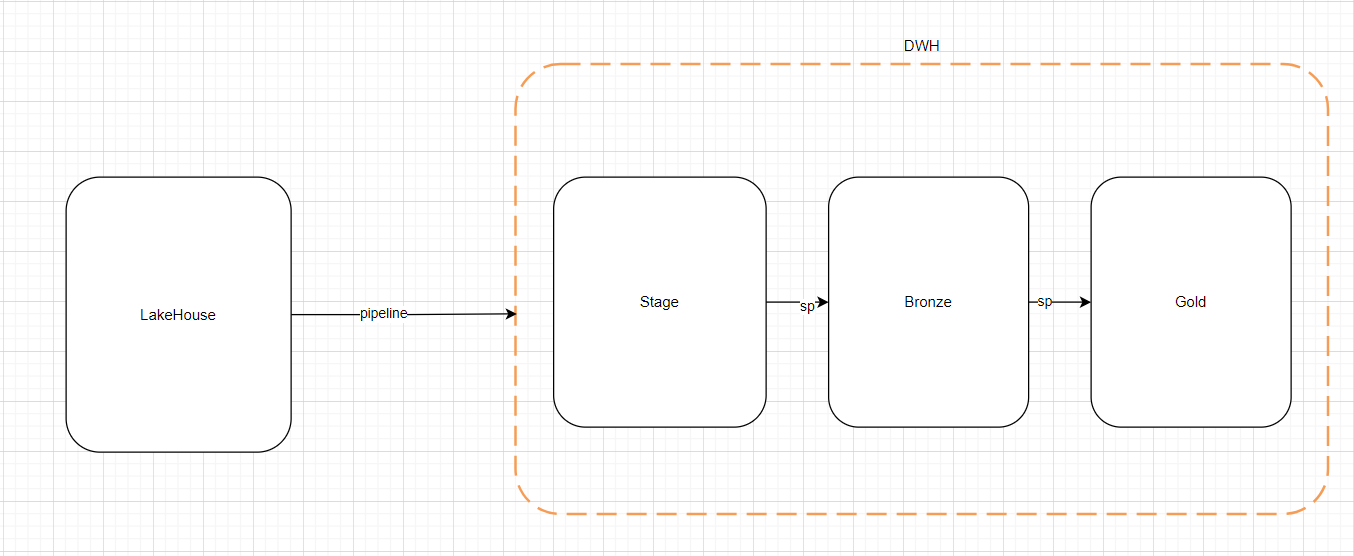 DWH
LakeHouse
pipeline
Stage
sp
Bronze
sp
Gold